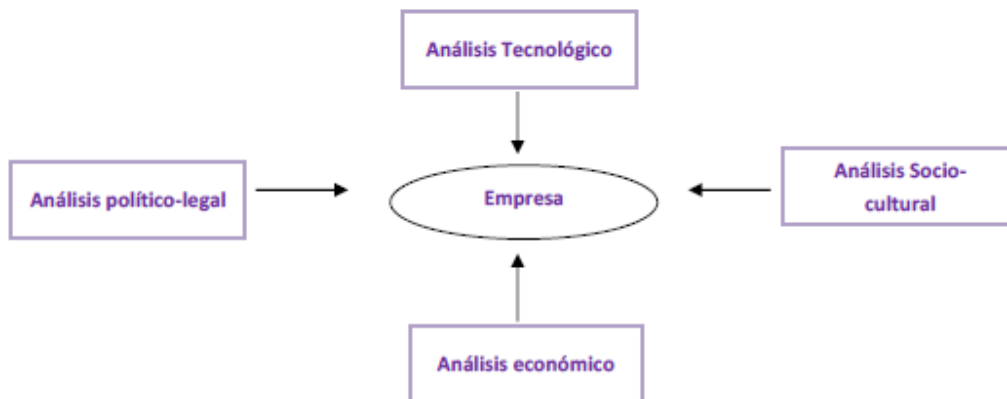 Análisis Tecnológico
Análisis político-legal
Empresa
Análisis Socio-
cultural
Análisis económico